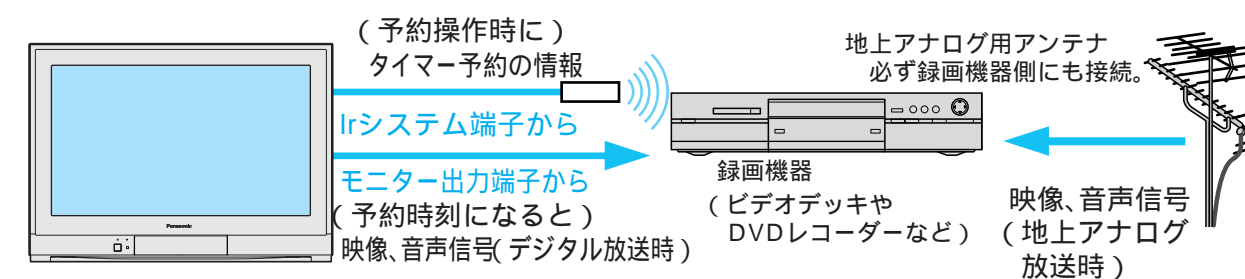 (予約操作時に)
タイマー予約の情報
Irシステム端子から
モニター出力端子から
(予約時刻になると)
映像、音声信号(デジタル放送時)
Panasonic
録画機器
(ビデオデッキや
DVDレコーダーなど)
地上アナログ用アンテナ
必ず録画機器側にも接続。
映像、音声信号
(地上アナログ
放送時)